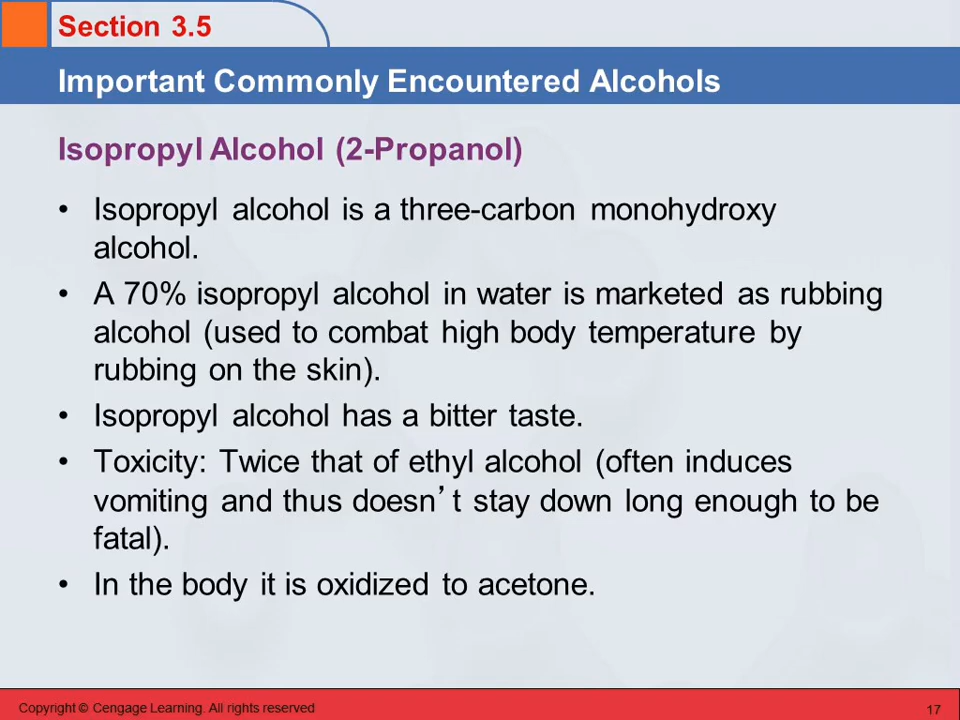 Section 3.5
Important Commonly Encountered Alcohols
Isopropyl Alcohol (2-Propanol)
• Isopropyl alcohol is a three-carbon monohydroxy
alcohol.
• A 70% isopropyl alcohol in water is marketed as rubbing
alcohol (used to combat high body temperature by
rubbing on the skin).
• Isopropyl alcohol has a bitter taste.
• Toxicity: Twice that of ethyl alcohol (often induces
vomiting and thus doesn’t stay down long enough to be
fatal).
• In the body it is oxidized to acetone.
Copyright © Cengage Learning. All rights reserved
17